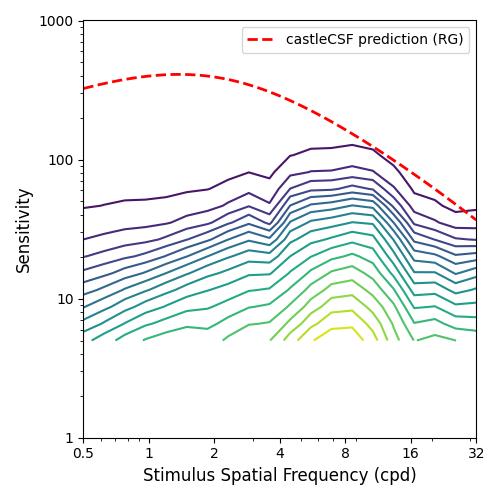 1000
castleCSF prediction (RG)
100
Sensitivity
10
1
0.5 1 2 4 8 16 32
Stimulus Spatial Frequency (cpd)